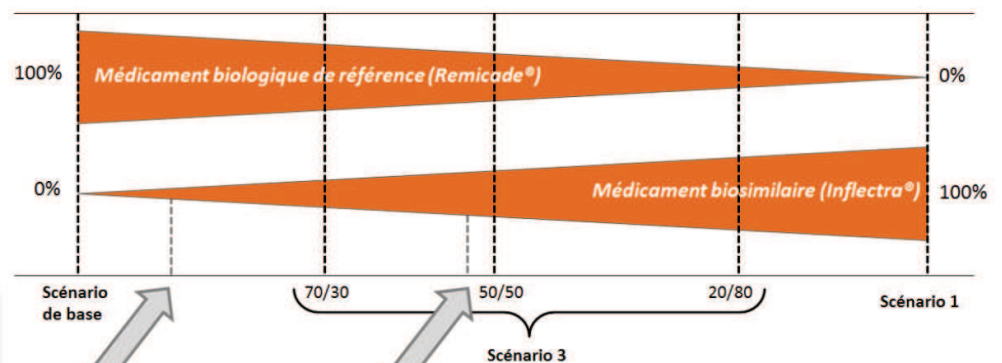 100%
Médicament biologique de référence (Remicade®)
0%
0%
Médicament biosimilaire (Inflectra®)
100%
Scénario
de base
70/30
50/50
20/80
Scénario 1
Scénario 3